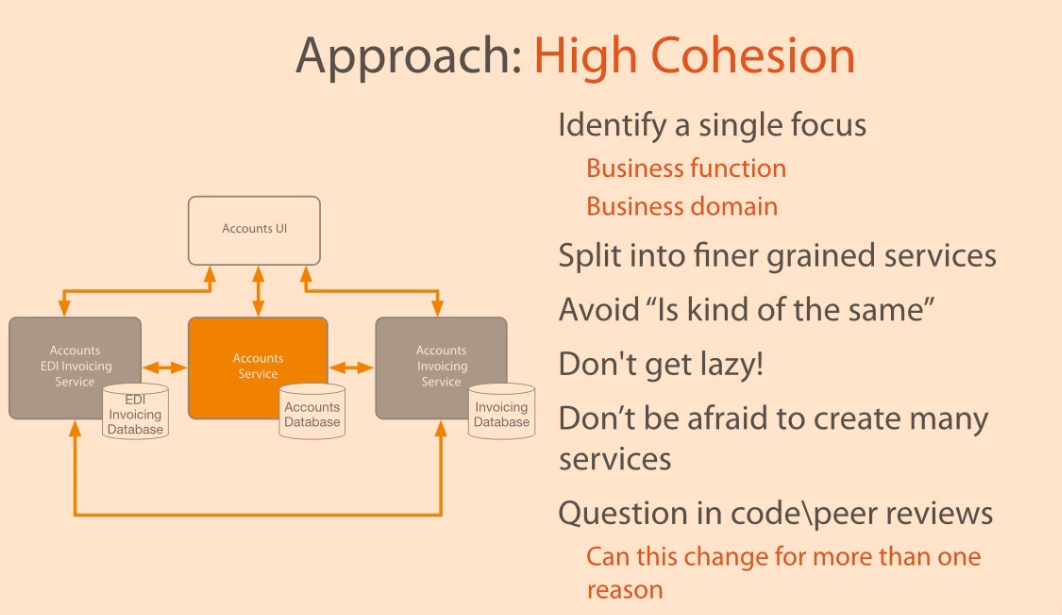 Approach: High Cohesion
Identify a single focus
Business function
Business domain
Split into finer grained services
Avoid “Is kind of the same”
Don't get lazy!
Don’t be afraid to create many
services
Question in code\peer reviews
Can this change for more than one
reason
Accounts UI
Accounts
EDI Invoicing
Service
EDI
Invoicing
Database
Accounts
Service
Accounts
Database
Accounts
Invoicing
Service
Invoicing
Database